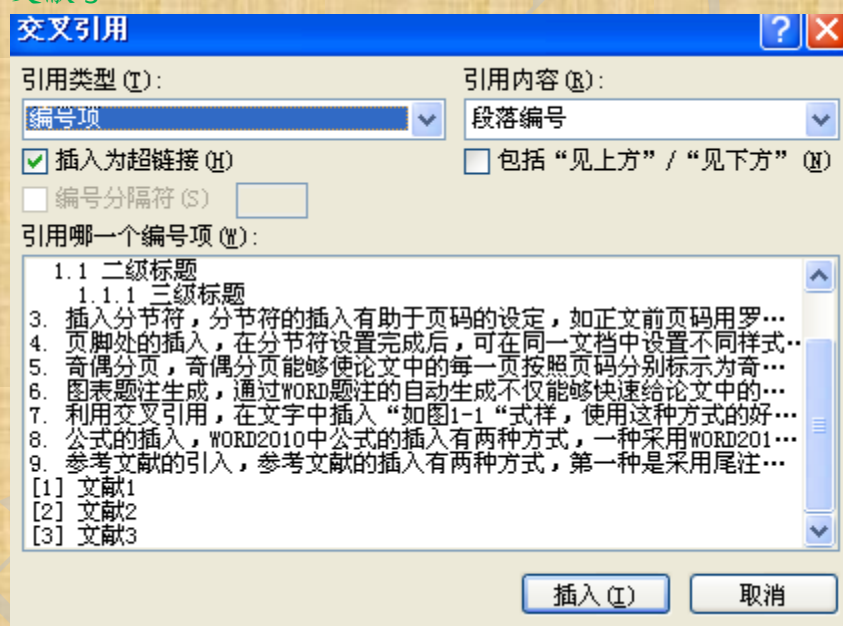 交叉引用
引用类型(T): 引用内容(R):
编号项 段落编号
插入为超链接(H) 包括“见上方”/“见下方”(N)
编号分隔符(S)
引用哪一个编号项(W):
1.1 二级标题
1.1.1 三级标题
3. 插入分节符，分节符的插入有助于页码的设定，如正文前页码用罗…
4. 页脚处的插入，在分节符设置完成后，可在同一文档中设置不同样式…
5. 奇偶分页，奇偶分页能够使论文中的每一页按照页码分别标示为奇…
6. 图表题注生成，通过WORD题注的自动生成不仅能够快速给论文中的…
7. 利用交叉引用，在文字中插入“如图1-1“式样，使用这种方式的好…
8. 公式的插入，WORD2010中公式的插入有两种方式，一种采用WORD201…
9. 参考文献的引入，参考文献的插入有两种方式，第一种是采用尾注…
[1] 文献1
[2] 文献2
[3] 文献3
插入(I) 取消